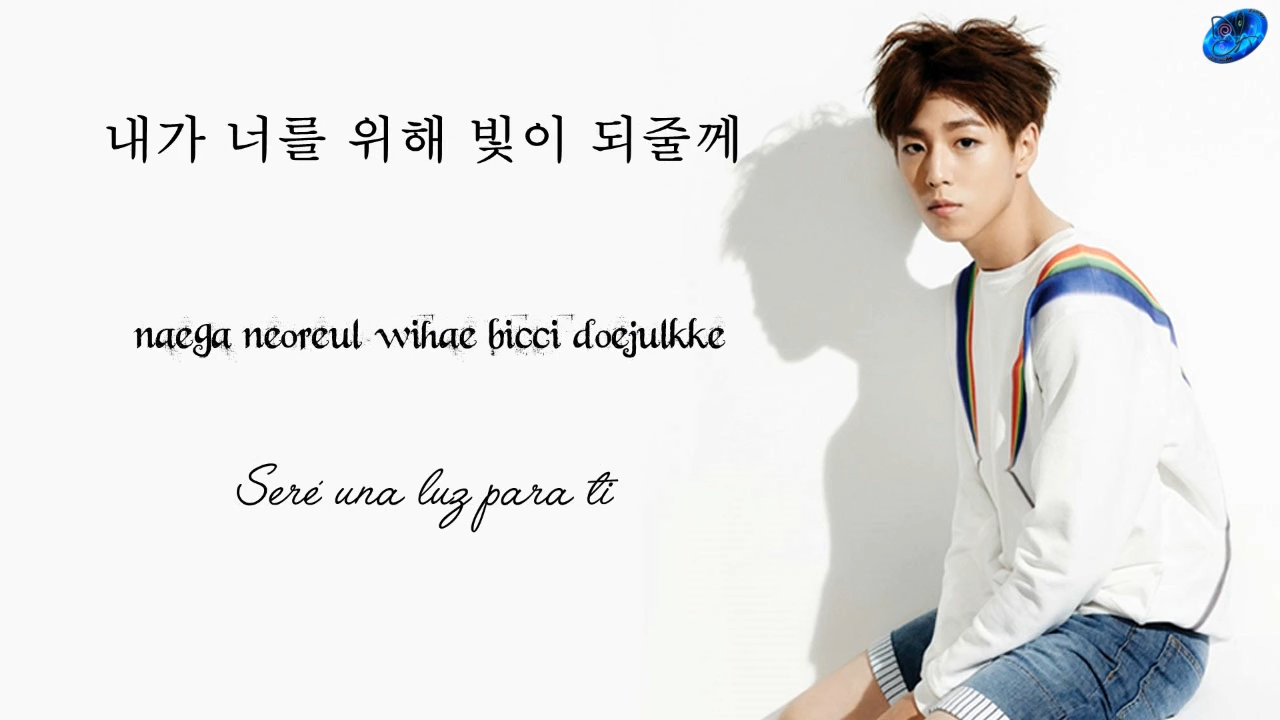 내가 너를 위해 빛이 되줄께
naega neoreul wihae bicci doejulkke
Seré una luz para ti